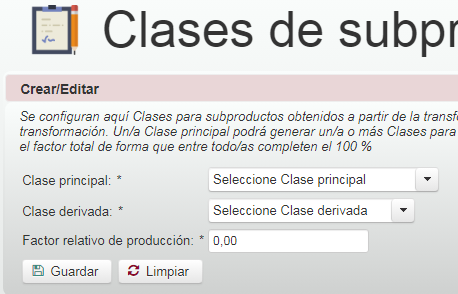 Clases de subpr
Crear/Editar
Se configuran aquí Clases para subproductos obtenidos a partir de la transf
transformación. Un/a Clase principal podrá generar un/a o más Clases para
el factor total de forma que entre todo/as completen el 100 %
Clase principal: * Seleccione Clase principal
Clase derivada: * Seleccione Clase derivada
Factor relativo de producción: * 0,00
Guardar Limpiar